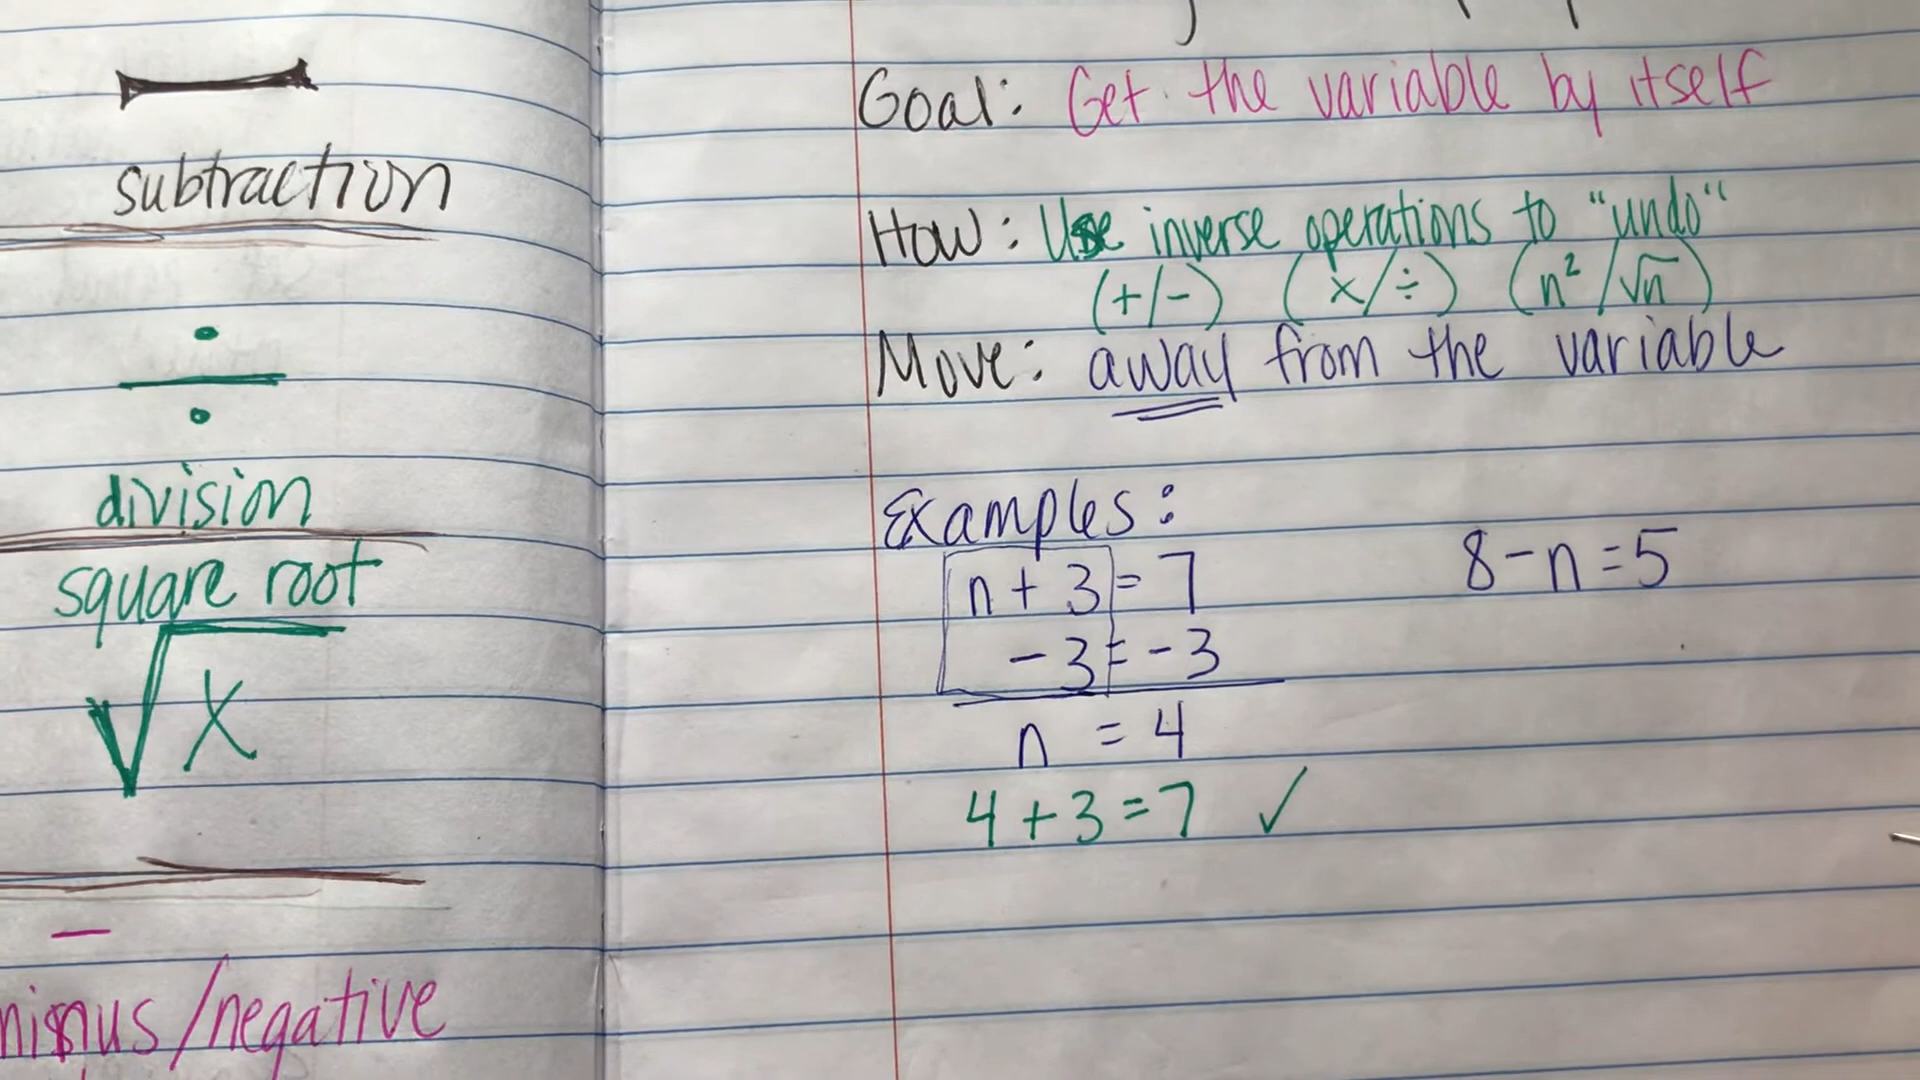 subtraction
÷
division
square root
√x
−
minus/negative
Goal: Get the variable by itself
How: Use inverse operations to "undo"
(+/−) (x/÷) (n²/√n)
Move: away from the variable
Examples:
n + 3 = 7
− 3 = − 3
n = 4
4 + 3 = 7 ✓
8 − n = 5